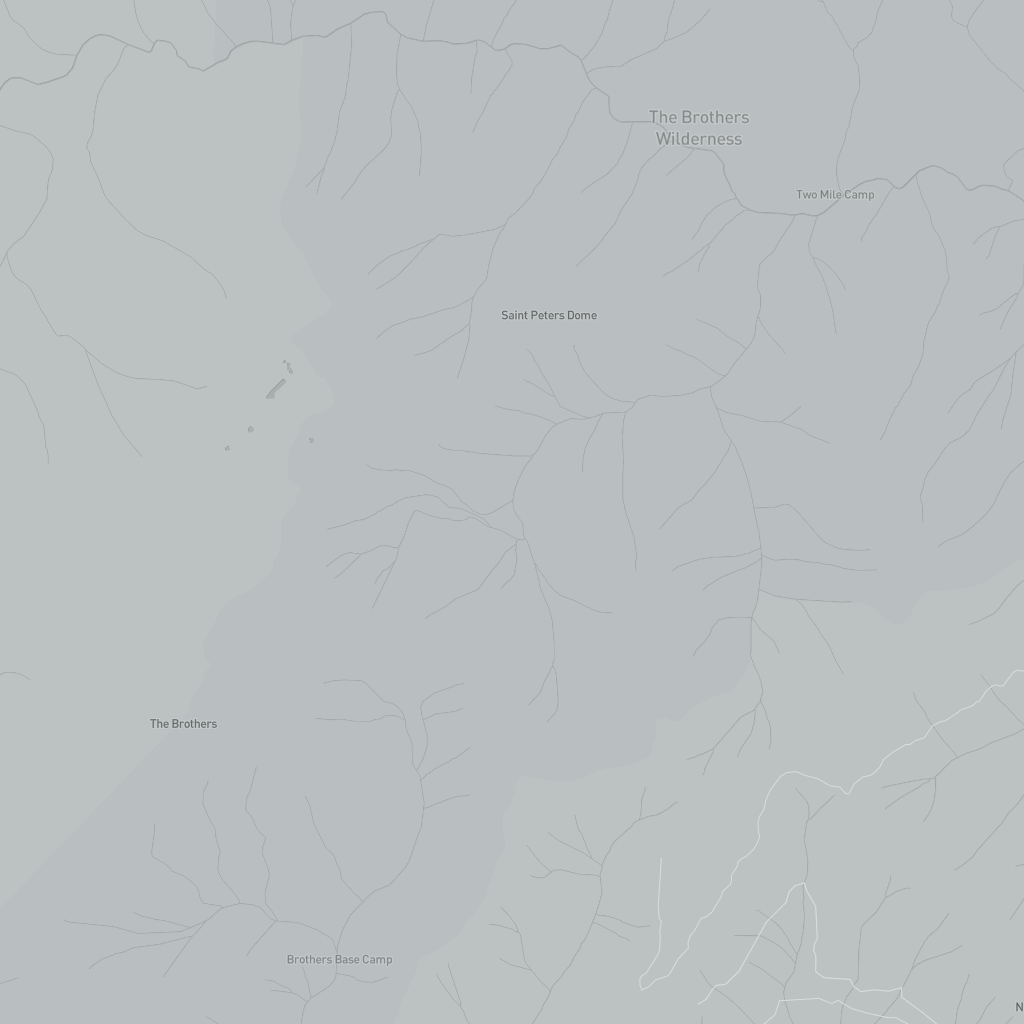 The Brothers
Wilderness
Two Mile Camp
Saint Peters Dome
The Brothers
Brothers Base Camp
N